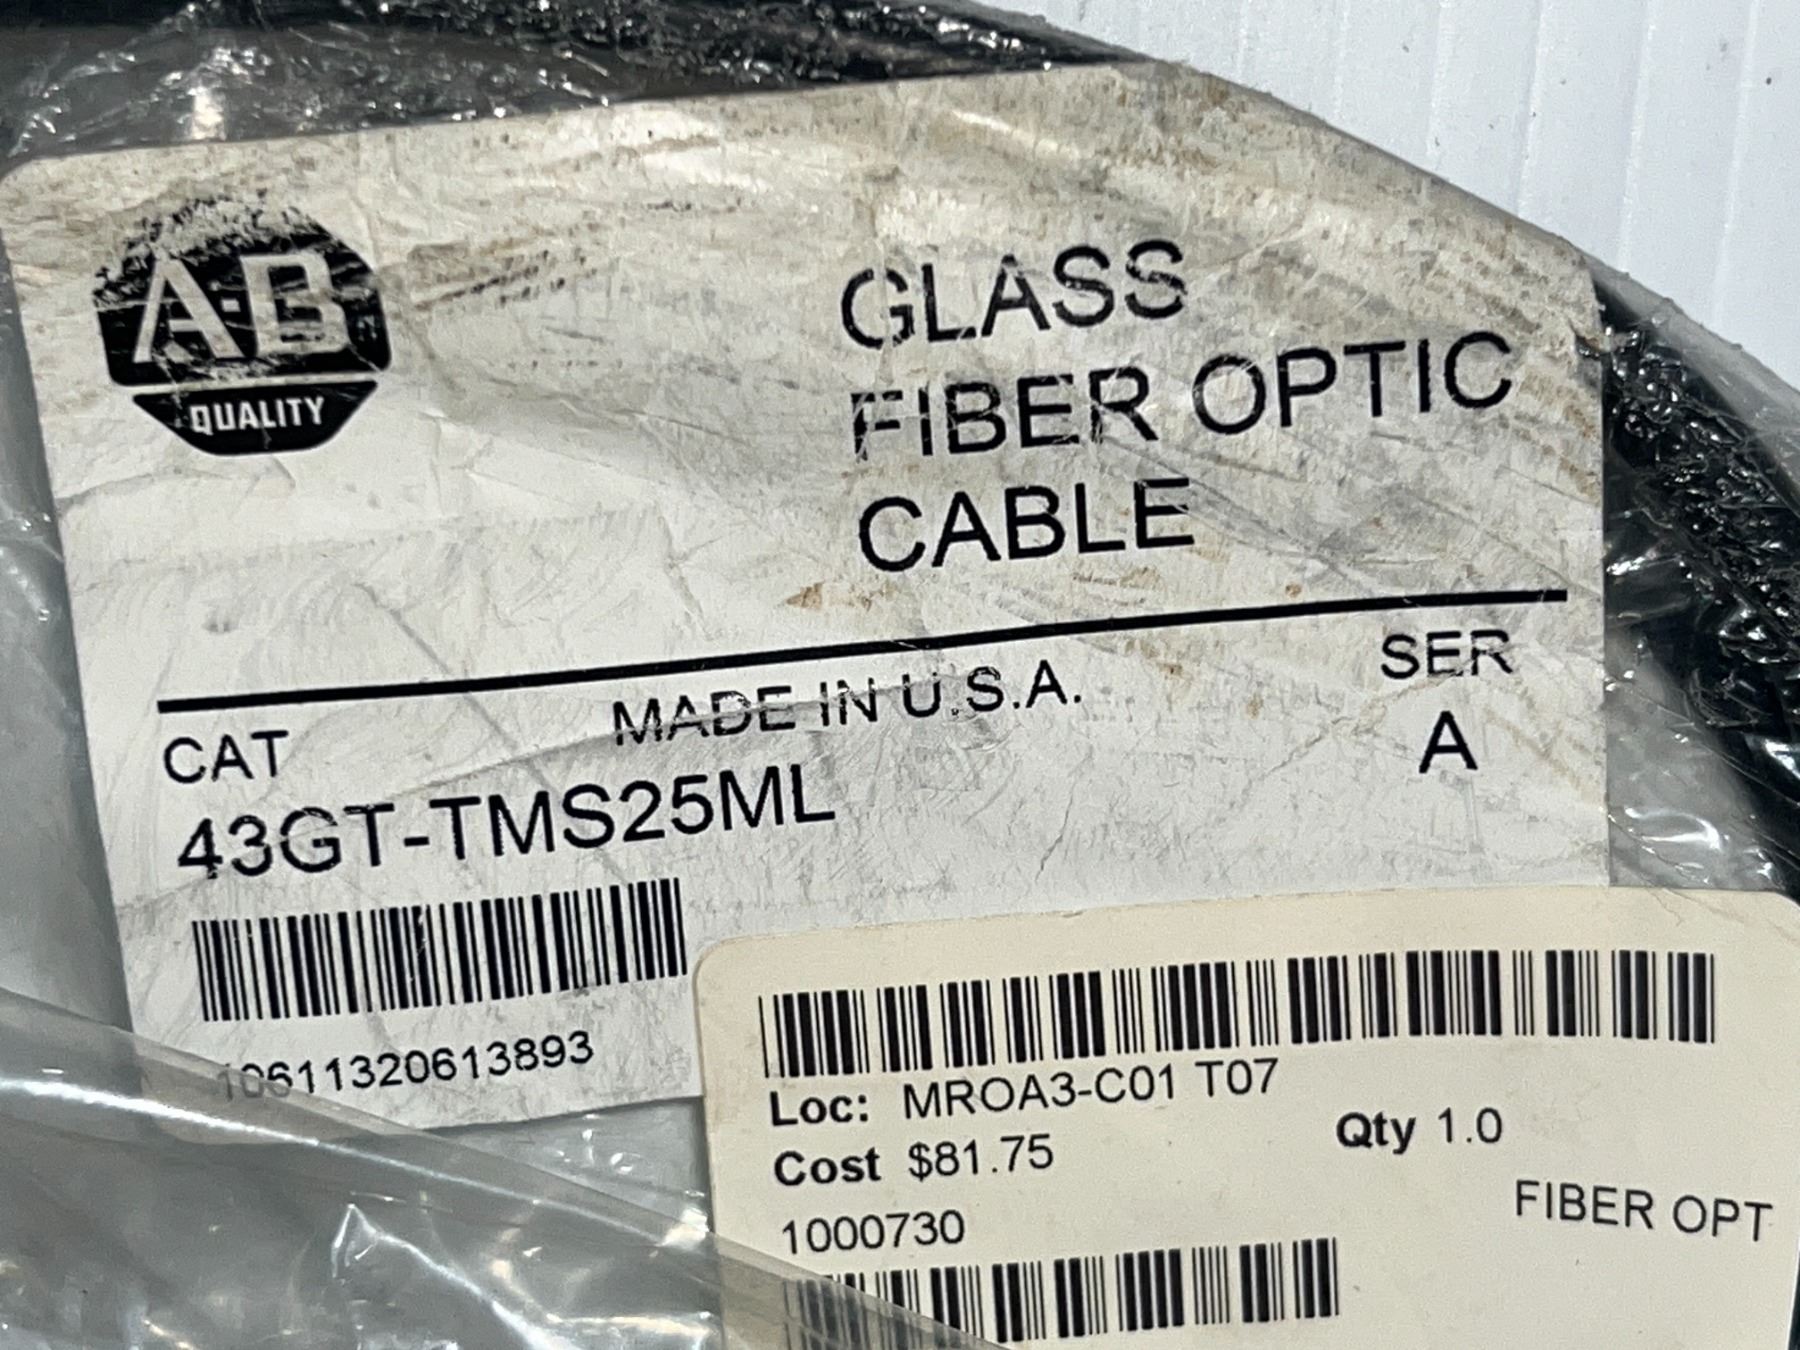 A-B
QUALITY
GLASS
FIBER OPTIC
CABLE
CAT
MADE IN U.S.A.
SER
43GT-TMS25ML
A
10611320613893
Loc: MROA3-C01 T07
Cost $81.75
Qty 1.0
1000730
FIBER OPT